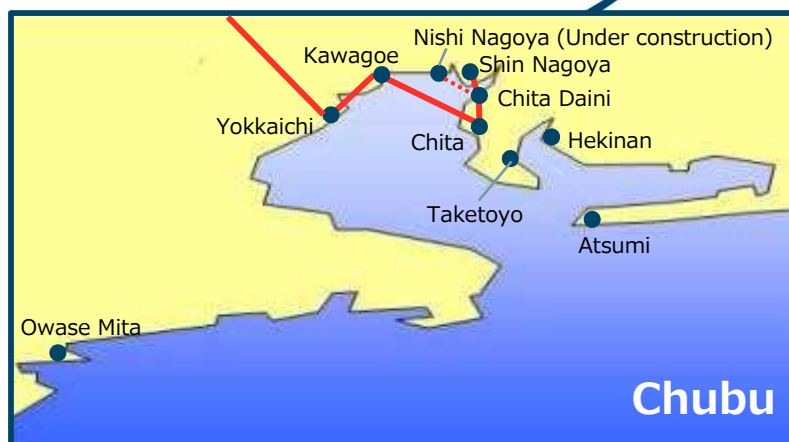 Nishi Nagoya (Under construction)
Kawagoe
Shin Nagoya
Chita Daini
Yokkaichi
Chita
Hekinan
Taketoyo
Atsumi
Owase Mita
Chubu